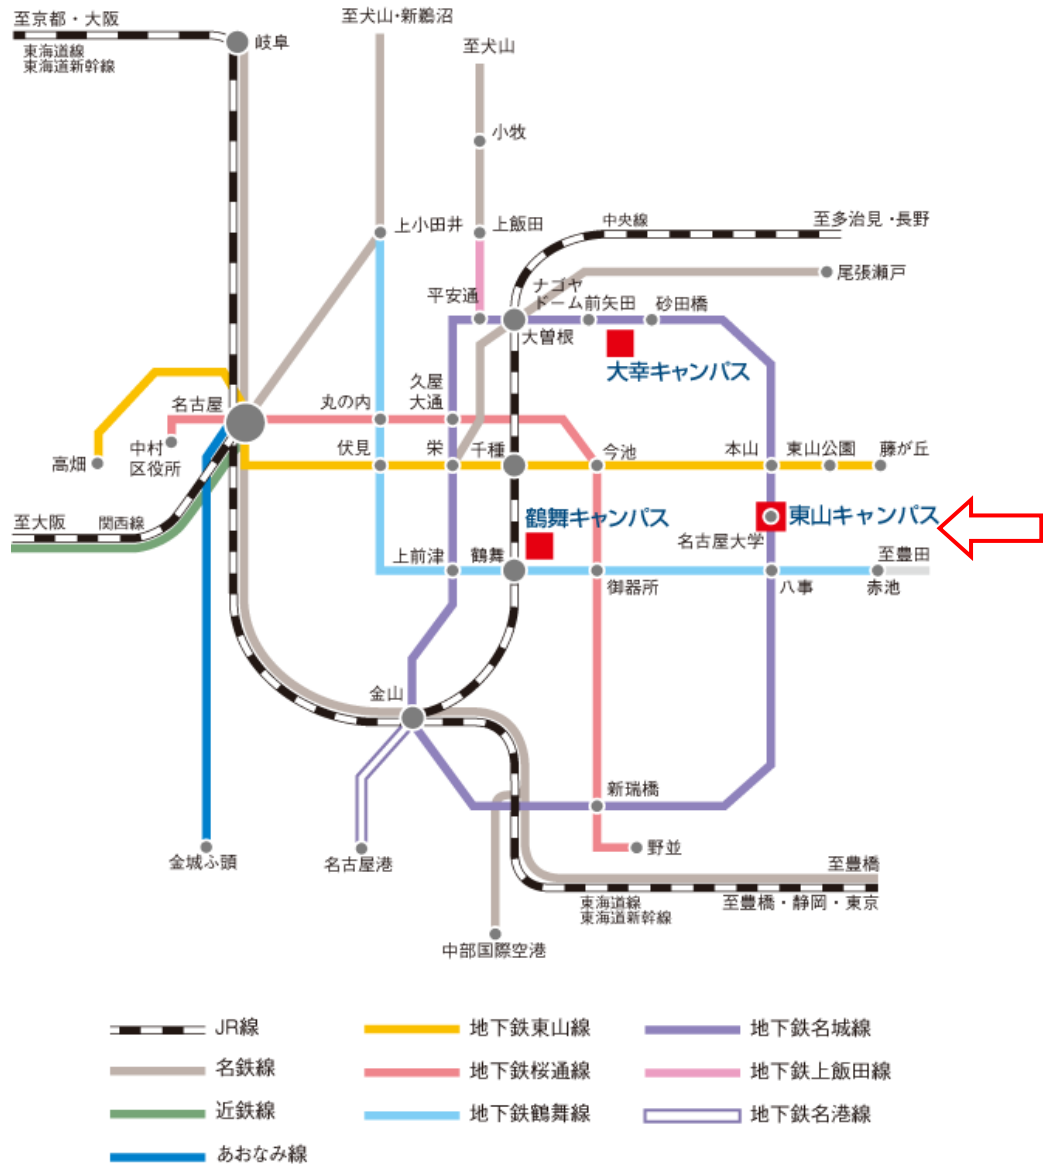 至京都・大阪
東海道線
東海道新幹線
岐阜
至犬山・新鵜沼
至犬山
小牧
上小田井
上飯田
中央線
至多治見・長野
尾張瀬戸
平安通
ナゴヤ
ドーム前矢田
砂田橋
大曽根
大幸キャンパス
名古屋
丸の内
久屋
大通
中村
区役所
高畑
伏見
栄
千種
今池
本山
東山公園
藤が丘
至大阪
関西線
鶴舞キャンパス
東山キャンパス
名古屋大学
上前津
鶴舞
御器所
八事
至豊田
赤池
金山
新瑞橋
野並
金城ふ頭
名古屋港
至豊橋
東海道線
東海道新幹線
至豊橋・静岡・東京
中部国際空港
JR線
地下鉄東山線
地下鉄名城線
名鉄線
地下鉄桜通線
地下鉄上飯田線
近鉄線
地下鉄鶴舞線
地下鉄名港線
あおなみ線